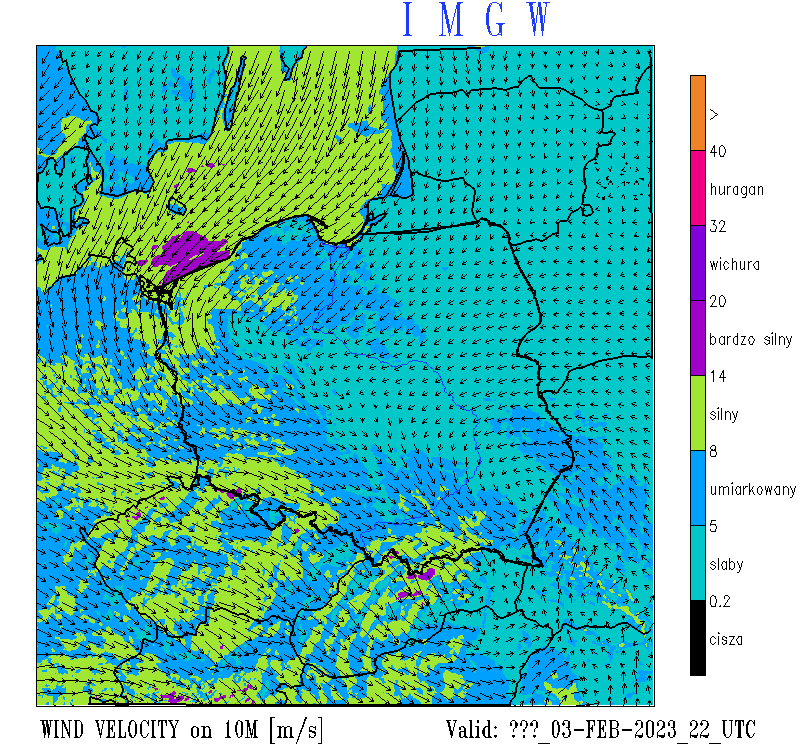 I M G W
>
40
huragan
32
wichura
20
bardzo silny
14
silny
8
umiarkowany
5
slaby
0.2
cisza
WIND VELOCITY on 10M [m/s]
Valid: ???_03-FEB-2023_22_UTC